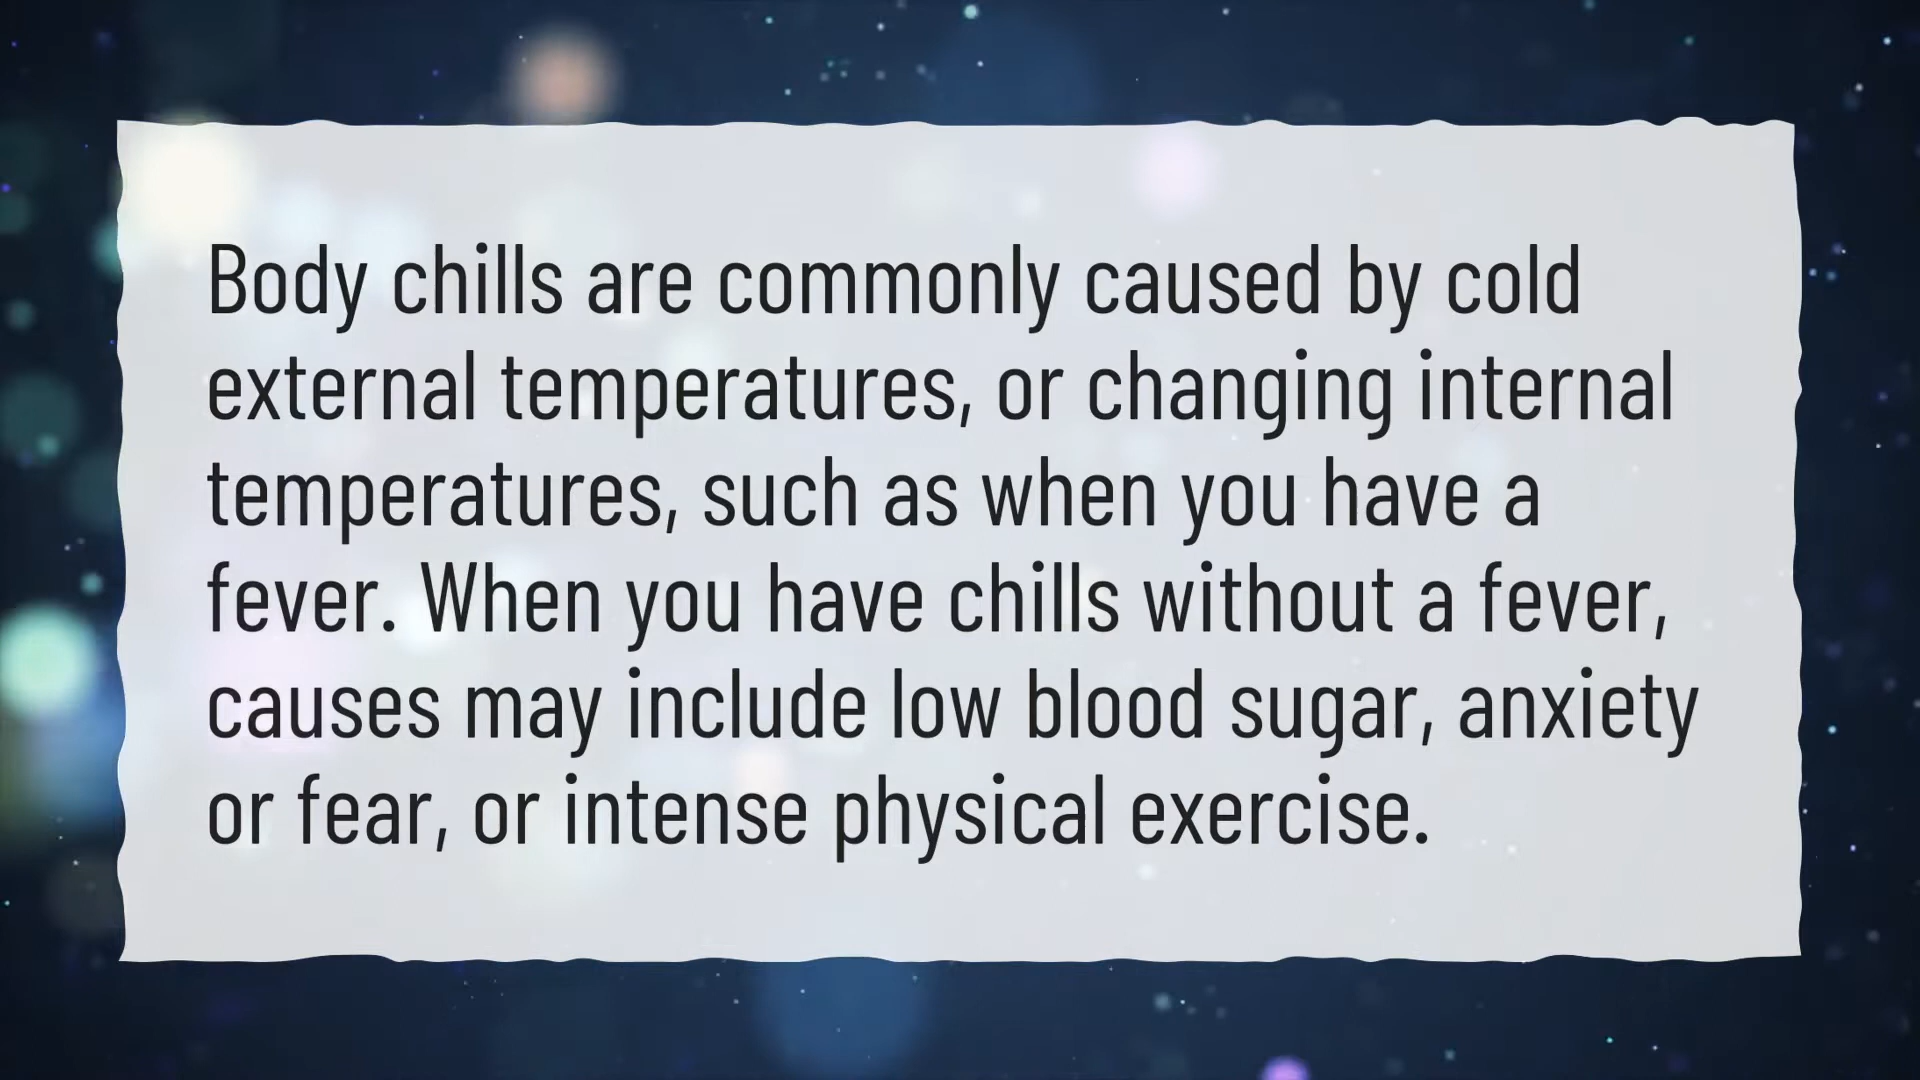 Body chills are commonly caused by cold
external temperatures, or changing internal
temperatures, such as when you have a
fever. When you have chills without a fever,
causes may include low blood sugar, anxiety
or fear, or intense physical exercise.